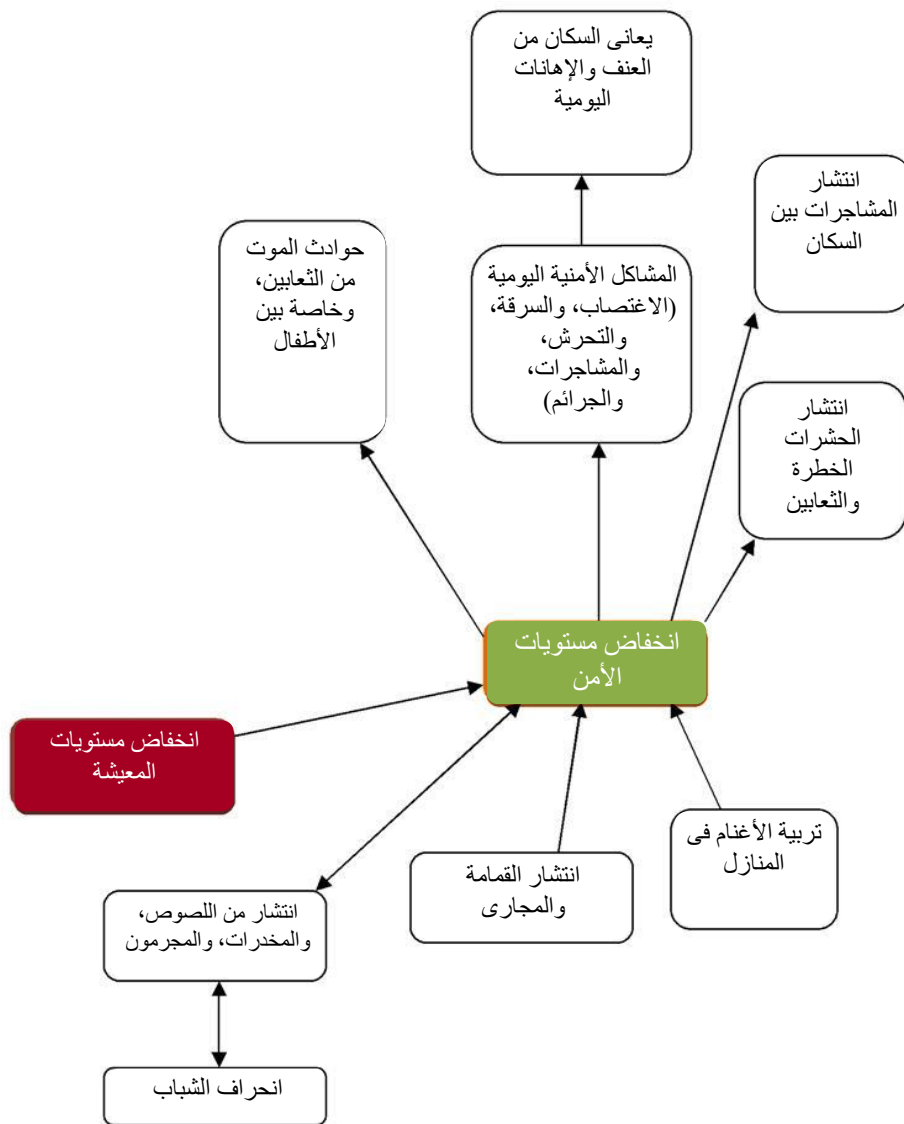 يعانى السكان من
العنف والإهانات
اليومية
انتشار
المشاجرات بين
السكان
حوادث الموت
من الثعابين،
وخاصة بين
الأطفال
المشاكل الأمنية اليومية
(الاغتصاب، والسرقة،
والتحرش،
والمشاجرات،
والجرائم)
انتشار
الحشرات
الخطرة
والثعابين
انخفاض مستويات
الأمن
انخفاض مستويات
المعيشة
تربية الأغنام فى
المنازل
انتشار القمامة
والمجارى
انتشار من اللصوص،
والمخدرات، والمجرمون
انحراف الشباب